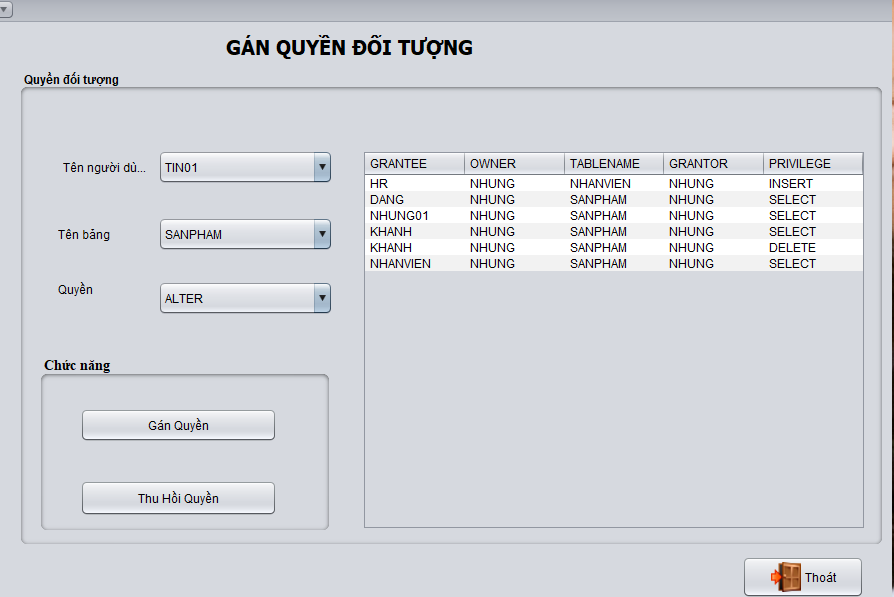 GÁN QUYỀN ĐỐI TƯỢNG
Quyền đối tượng
Tên người dù...
TIN01
Tên bảng
SANPHAM
Quyền
ALTER
Chức năng
Gán Quyền
Thu Hồi Quyền
GRANTEE OWNER TABLENAME GRANTOR PRIVILEGE
HR NHUNG NHANVIEN NHUNG INSERT
DANG NHUNG SANPHAM NHUNG SELECT
NHUNG01 NHUNG SANPHAM NHUNG SELECT
KHANH NHUNG SANPHAM NHUNG SELECT
KHANH NHUNG SANPHAM NHUNG DELETE
NHANVIEN NHUNG SANPHAM NHUNG SELECT
Thoát